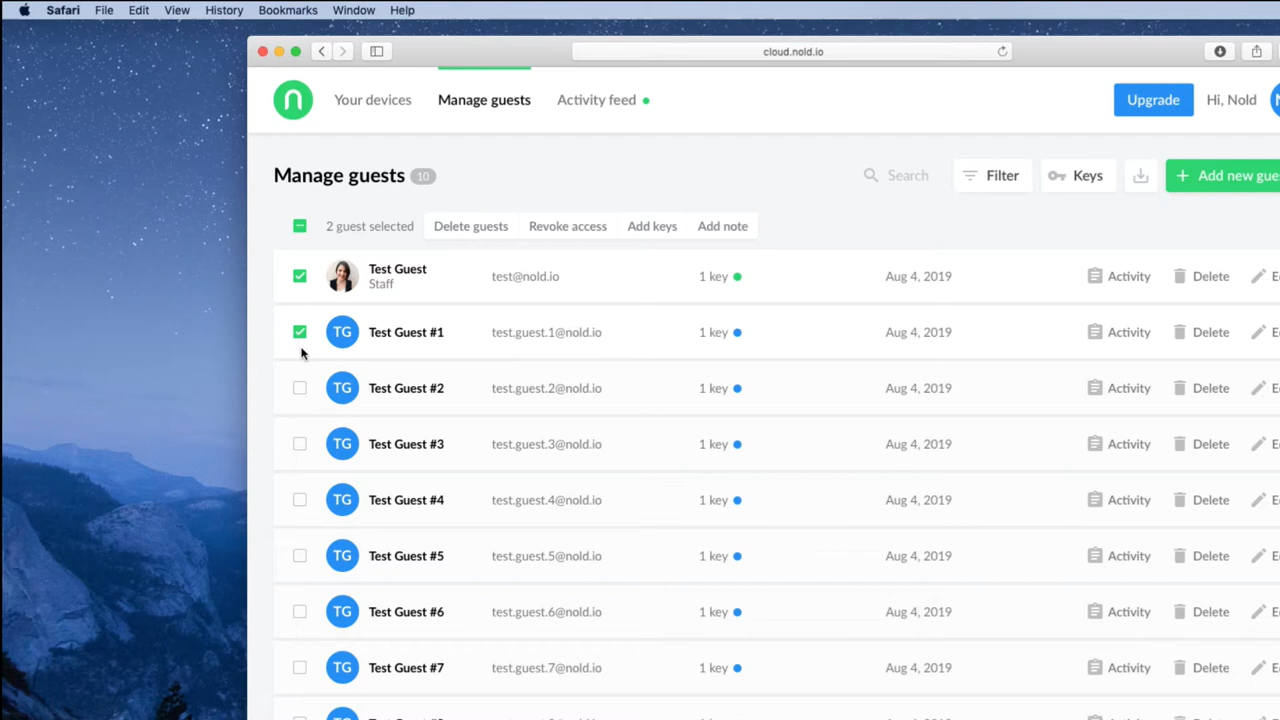 Safari File Edit View History Bookmarks Window Help
cloud.nold.io
Your devices Manage guests Activity feed Upgrade Hi, Nold
Manage guests 10 Search Filter Keys + Add new gue
2 guest selected Delete guests Revoke access Add keys Add note
Test Guest test@nold.io 1 key Aug 4, 2019 Activity Delete E
Staff
TG Test Guest #1 test.guest.1@nold.io 1 key Aug 4, 2019 Activity Delete E
TG Test Guest #2 test.guest.2@nold.io 1 key Aug 4, 2019 Activity Delete E
TG Test Guest #3 test.guest.3@nold.io 1 key Aug 4, 2019 Activity Delete E
TG Test Guest #4 test.guest.4@nold.io 1 key Aug 4, 2019 Activity Delete E
TG Test Guest #5 test.guest.5@nold.io 1 key Aug 4, 2019 Activity Delete E
TG Test Guest #6 test.guest.6@nold.io 1 key Aug 4, 2019 Activity Delete E
TG Test Guest #7 test.guest.7@nold.io 1 key Aug 4, 2019 Activity Delete E